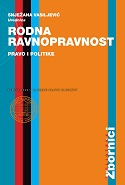 SNJEŽANA VASILJEVIĆ
urednica
RODNA
RAVNOPRAVNOST
PRAVO I POLITIKE
Zbornici